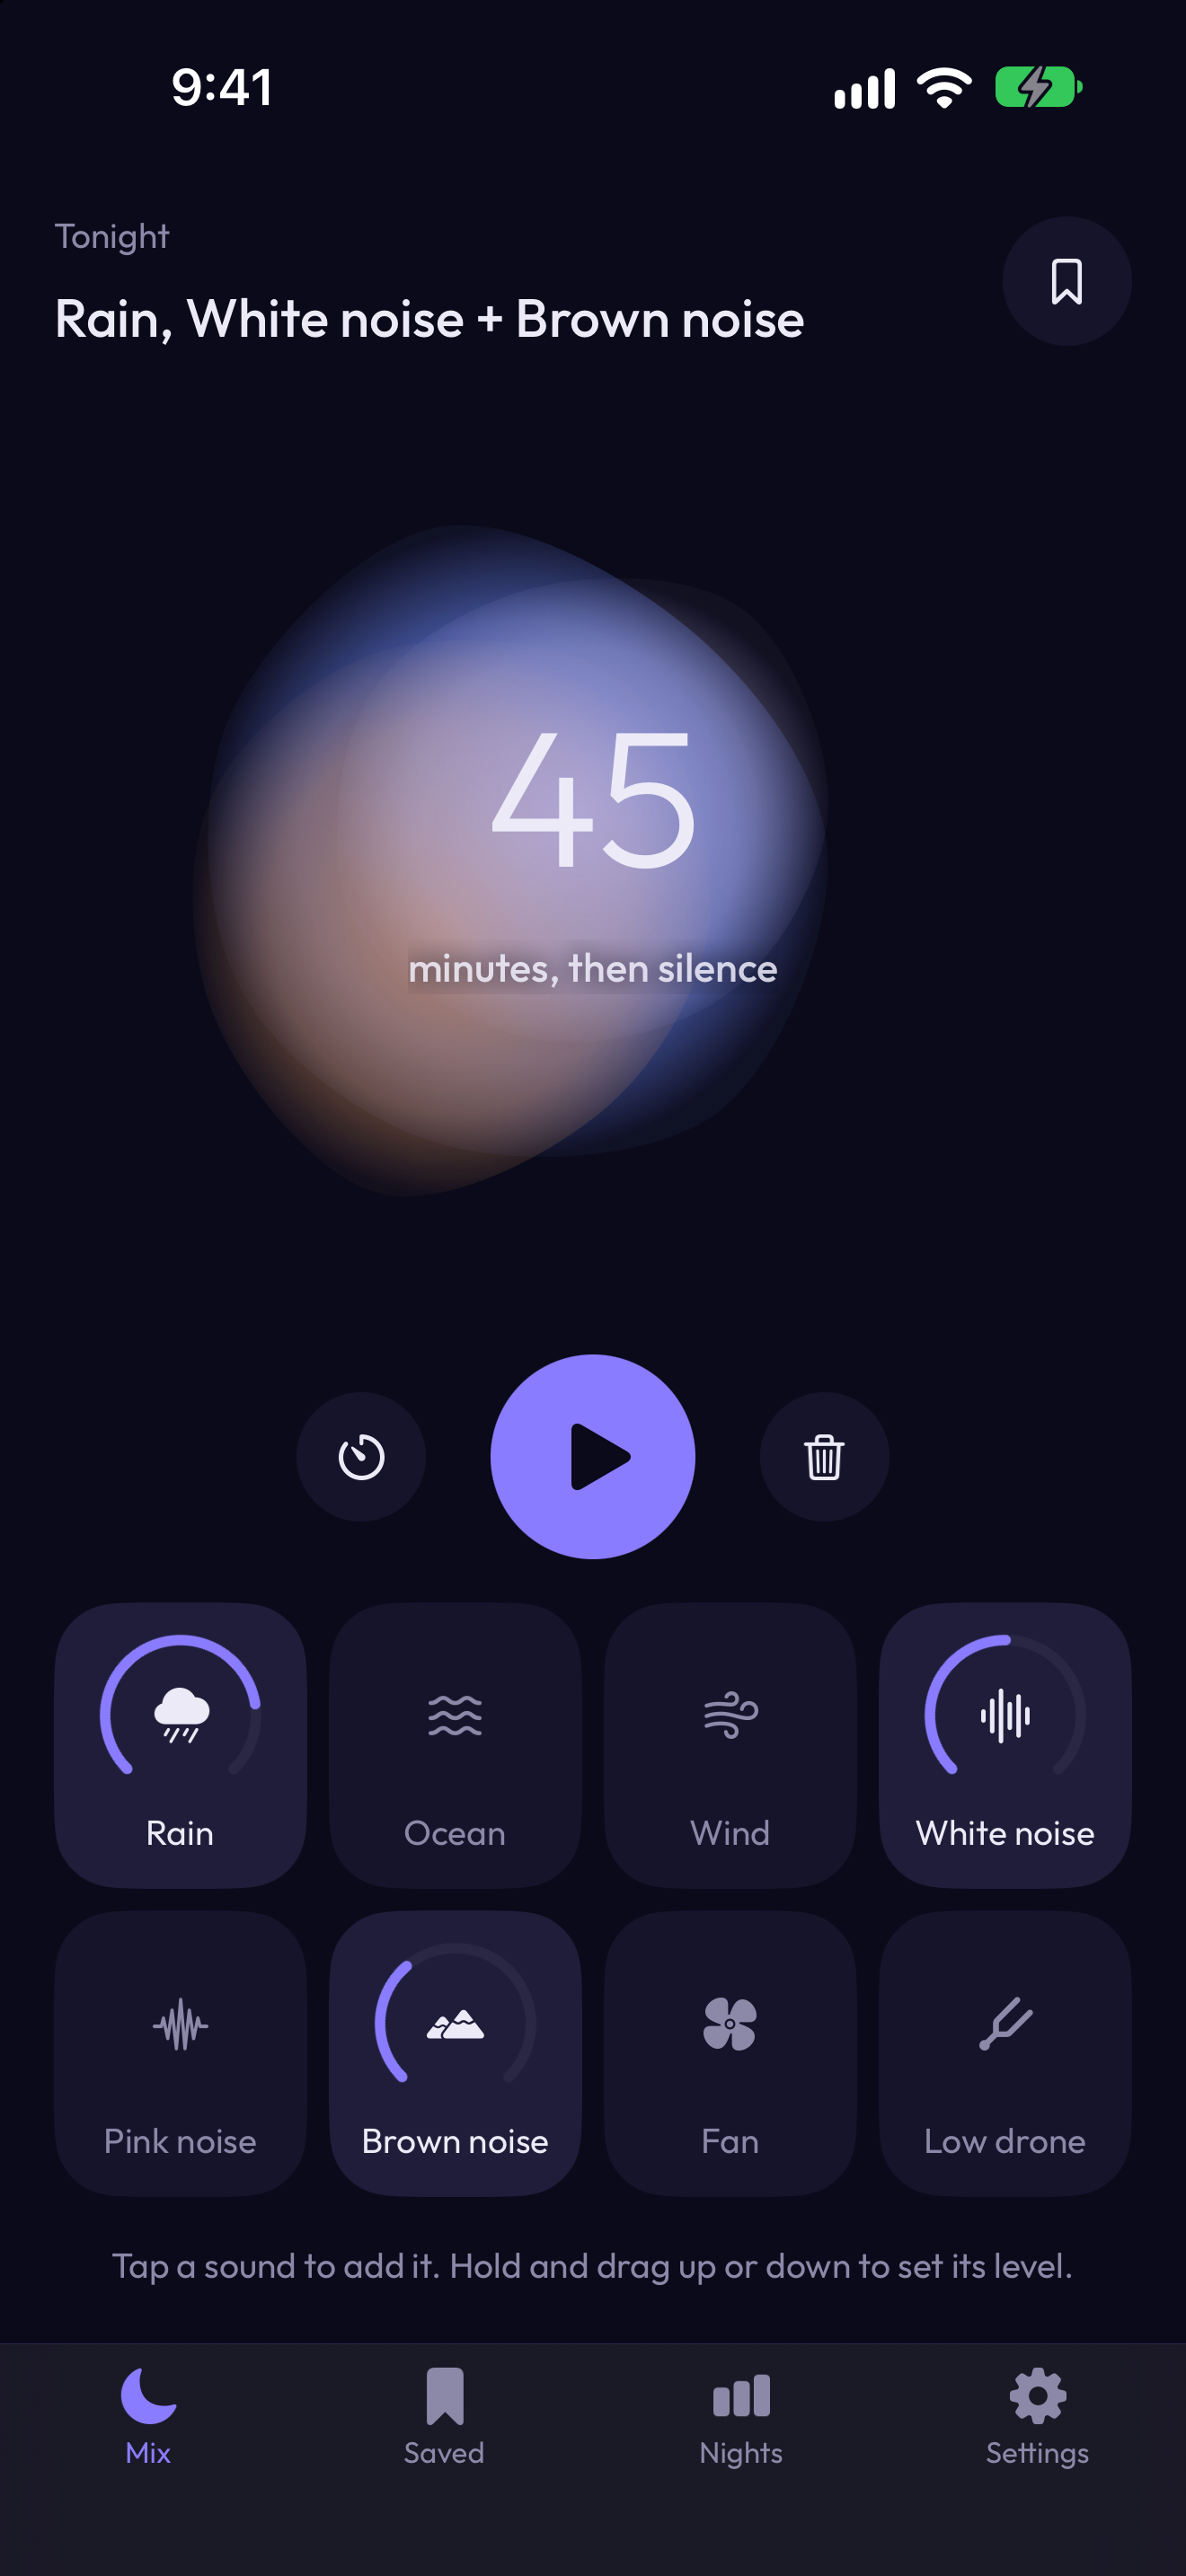 9:41
Tonight
Rain, White noise + Brown noise
45
minutes, then silence
Rain
Ocean
Wind
White noise
Pink noise
Brown noise
Fan
Low drone
Tap a sound to add it. Hold and drag up or down to set its level.
Mix
Saved
Nights
Settings